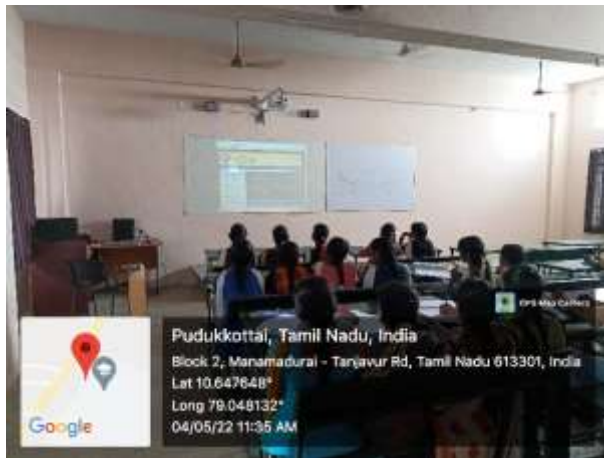 GPS Map Camera
Pudukkottai, Tamil Nadu, India
Block 2, Manamadurai - Tanjavur Rd, Tamil Nadu 613301, India
Lat 10.647648°
Long 79.048132°
04/05/22 11:35 AM
Google